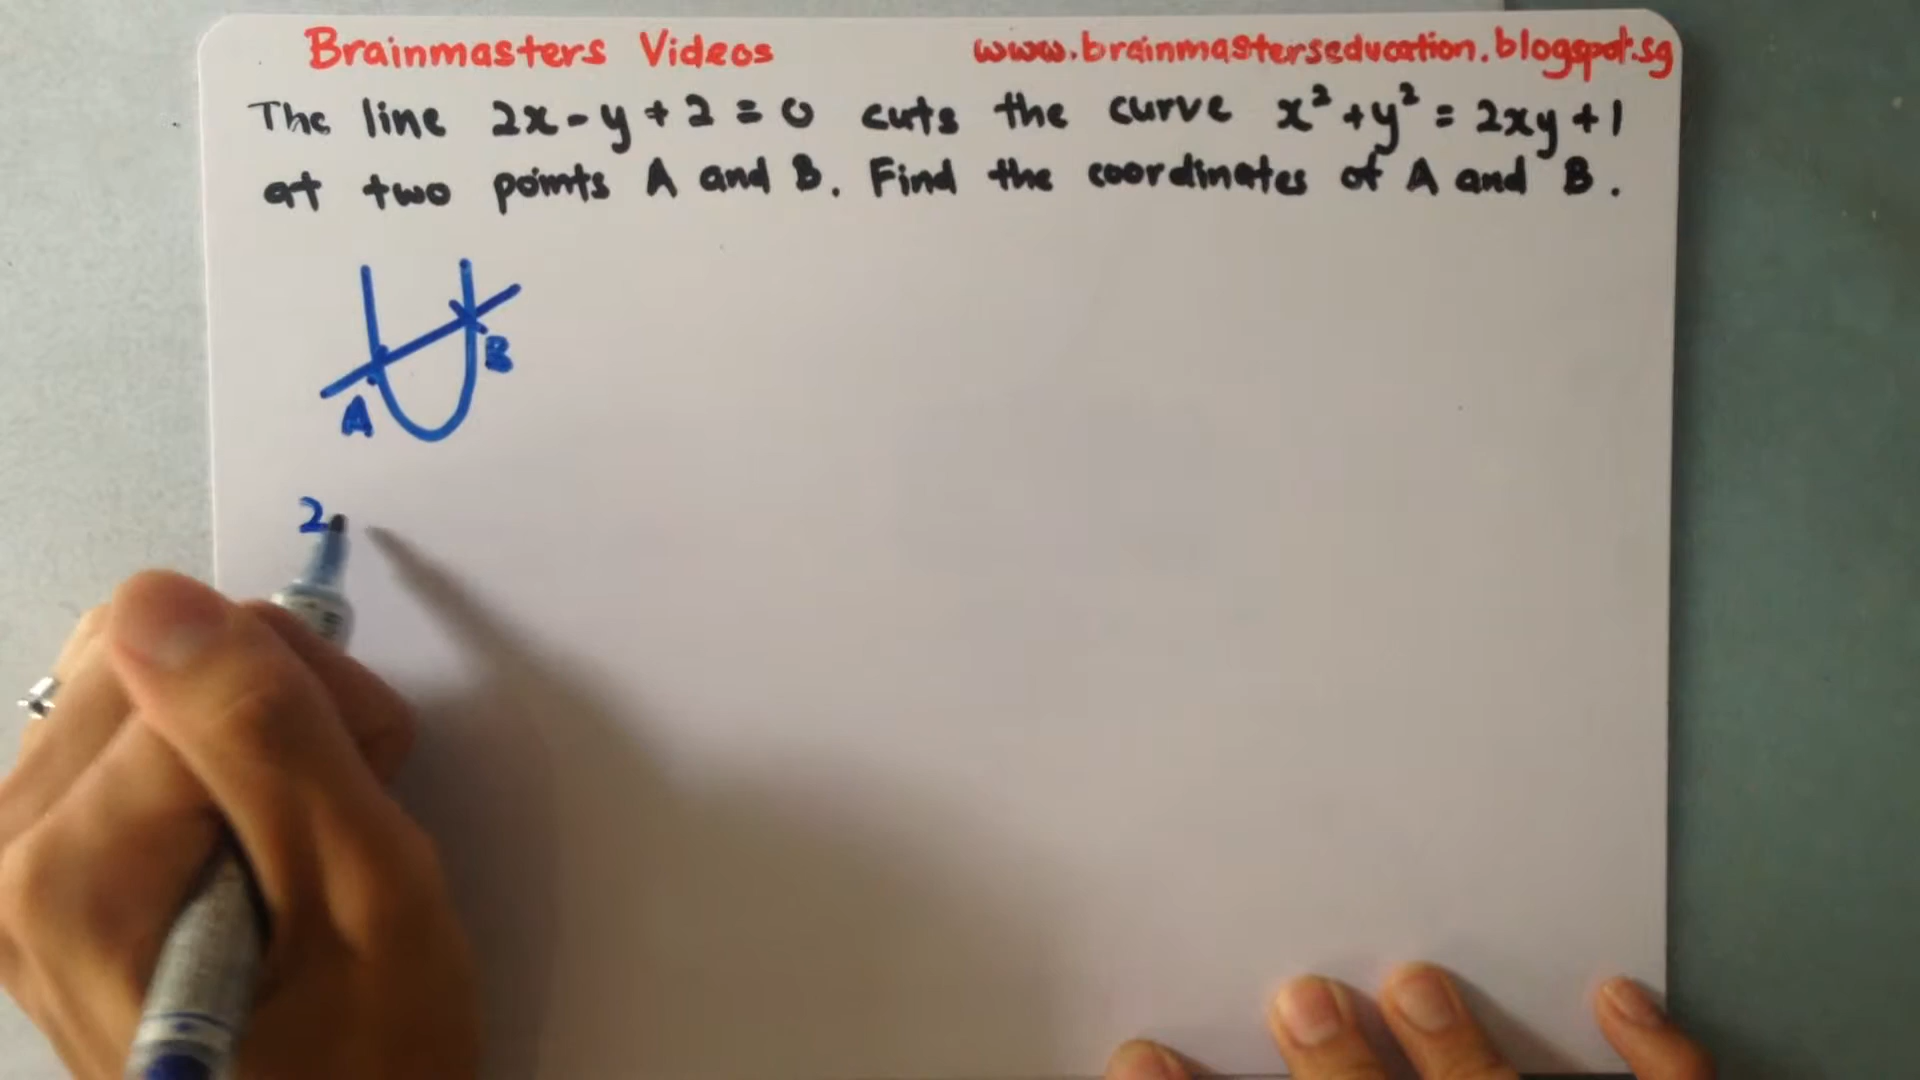 Brainmasters Videos www.brainmasterseducation.blogspot.sg
The line 2x - y + 2 = 0 cuts the curve x² + y² = 2xy + 1
at two points A and B. Find the coordinates of A and B.
B
A
2